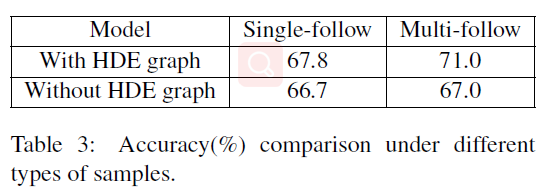 Model Single-follow Multi-follow
With HDE graph 67.8 71.0
Without HDE graph 66.7 67.0
Table 3: Accuracy(%) comparison under different
types of samples.